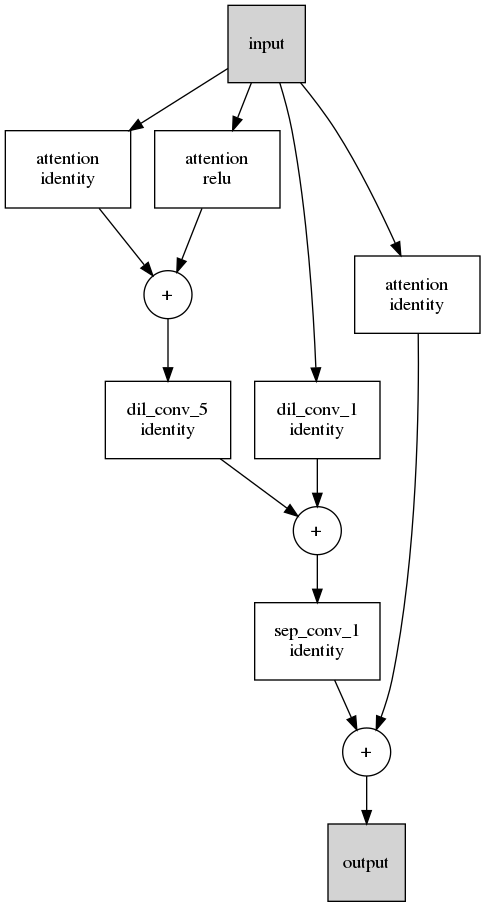 input
attention
identity
attention
relu
attention
identity
+
dil_conv_5
identity
dil_conv_1
identity
+
sep_conv_1
identity
+
output